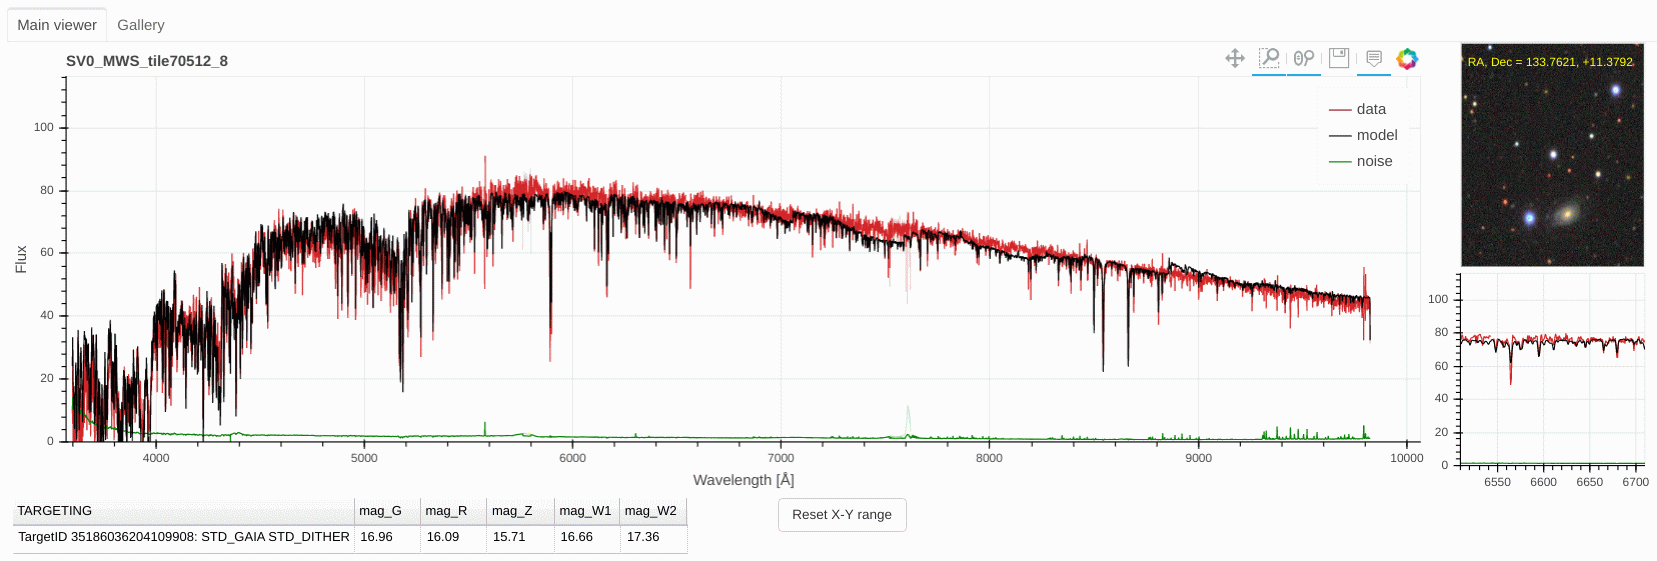 Main viewer
Gallery
SV0_MWS_tile70512_8
RA, Dec = 133.7621, +11.3792
data
model
noise
100
80
60
40
20
0
Flux
4000 5000 6000 7000 8000 9000 10000
Wavelength [Å]
100
80
60
40
20
0
6550 6600 6650 6700
TARGETING mag_G mag_R mag_Z mag_W1 mag_W2
TargetID 35186036204109908: STD_GAIA STD_DITHER 16.96 16.09 15.71 16.66 17.36
Reset X-Y range